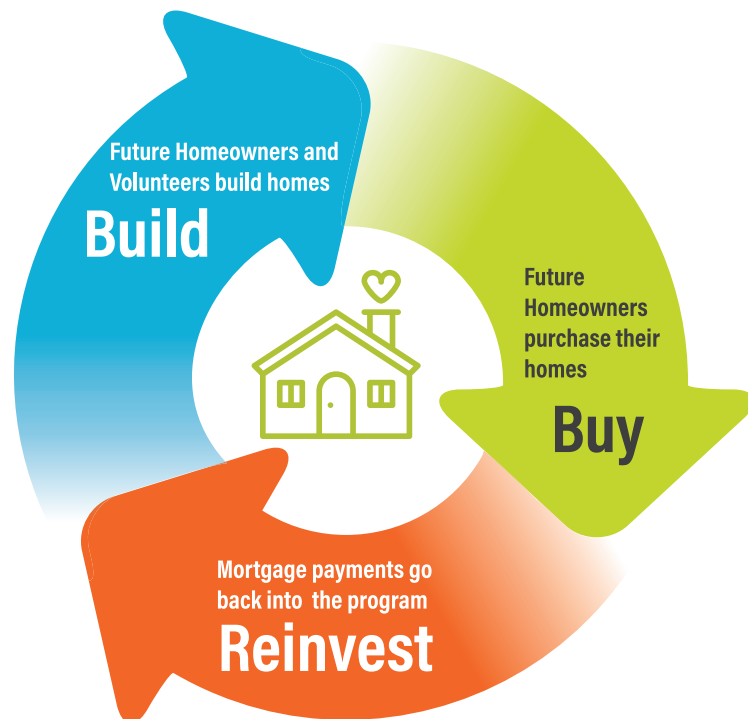 Future Homeowners and
Volunteers build homes
Build
Future
Homeowners
purchase their
homes
Buy
Mortgage payments go
back into the program
Reinvest